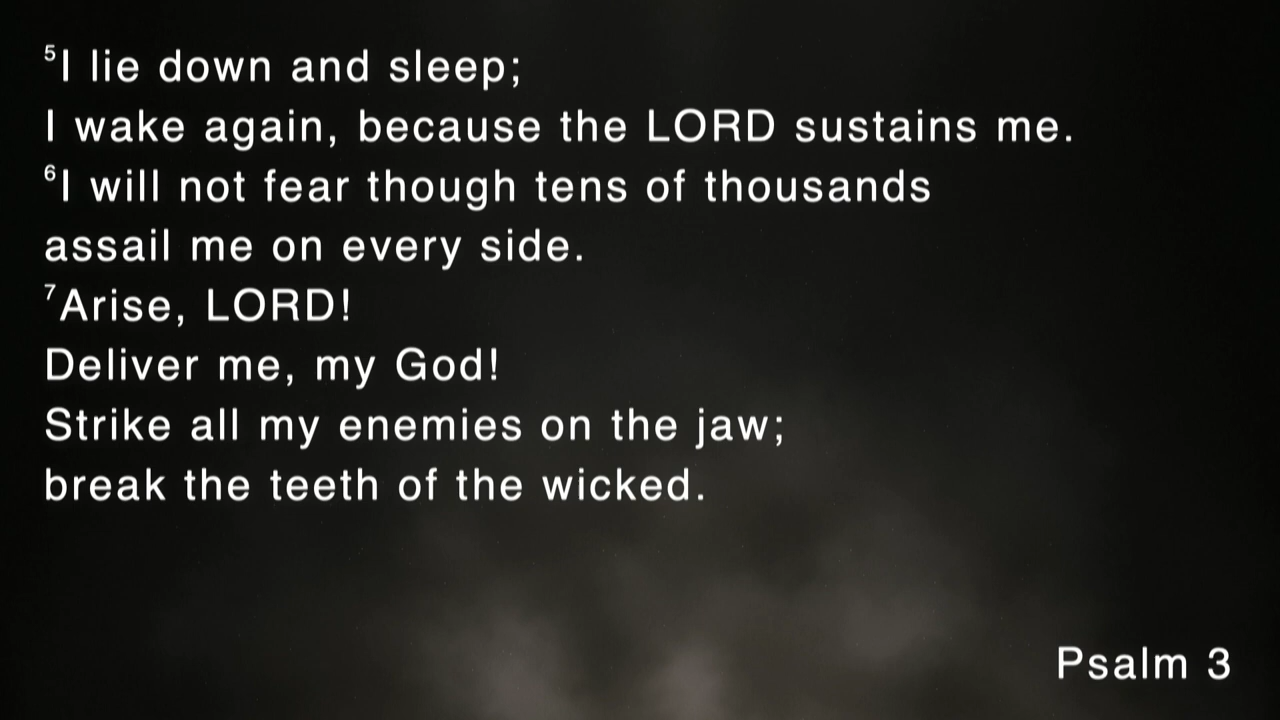 ⁵I lie down and sleep;
I wake again, because the LORD sustains me.
⁶I will not fear though tens of thousands
assail me on every side.
⁷Arise, LORD!
Deliver me, my God!
Strike all my enemies on the jaw;
break the teeth of the wicked.
Psalm 3